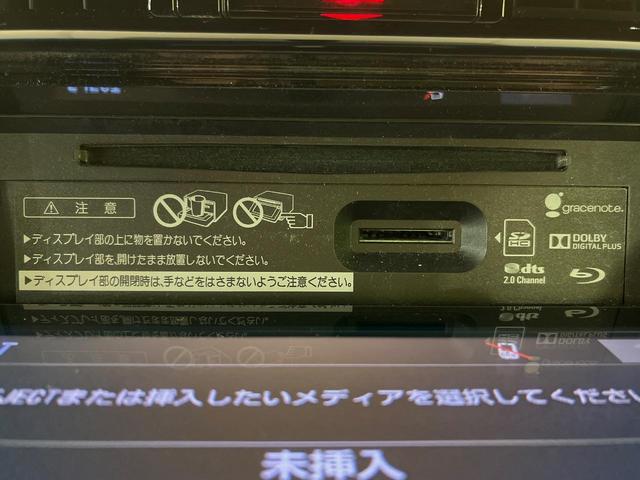 注意
▶ディスプレイ部の上に物を置かないでください。
▶ディスプレイ部を、開けたまま放置しないでください。
▶ディスプレイ部の開閉時は、手などをはさまないようご注意ください。
gracenote.
SD
HC
DOLBY
DIGITAL PLUS
dts
2.0 Channel
EJECTまたは挿入したいメディアを選択してください
未挿入